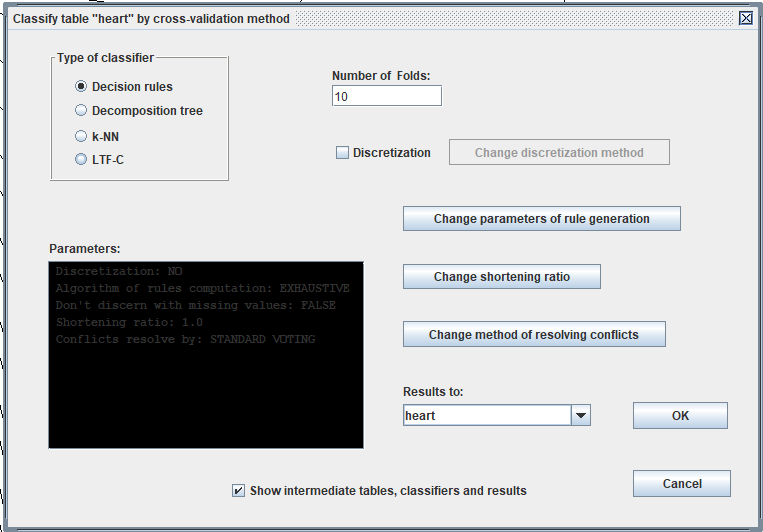 Classify table "heart" by cross-validation method
Type of classifier
Decision rules
Decomposition tree
k-NN
LTF-C
Number of Folds:
10
Discretization
Change discretization method
Change parameters of rule generation
Parameters:
Discretization: NO
Algorithm of rules computation: EXHAUSTIVE
Don't discern with missing values: FALSE
Shortening ratio: 1.0
Conflicts resolve by: STANDARD VOTING
Change shortening ratio
Change method of resolving conflicts
Results to:
heart
OK
Show intermediate tables, classifiers and results
Cancel